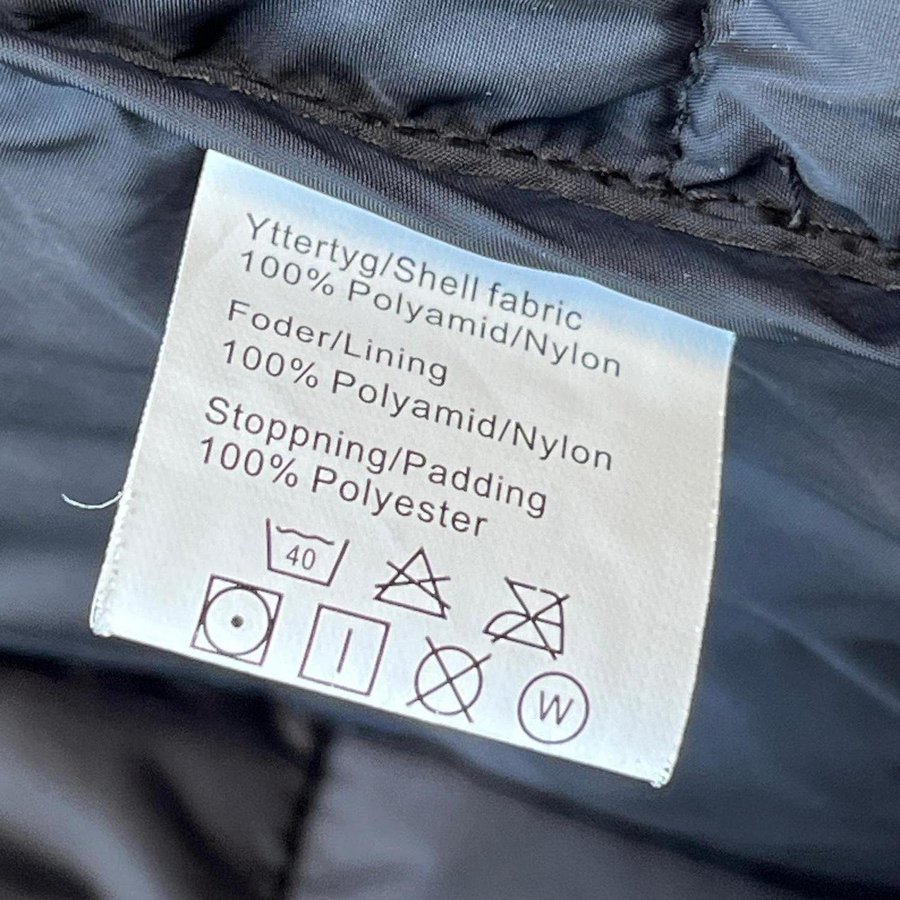 Yttertyg/Shell fabric
100% Polyamid/Nylon
Foder/Lining
100% Polyamid/Nylon
Stoppning/Padding
100% Polyester
40
W